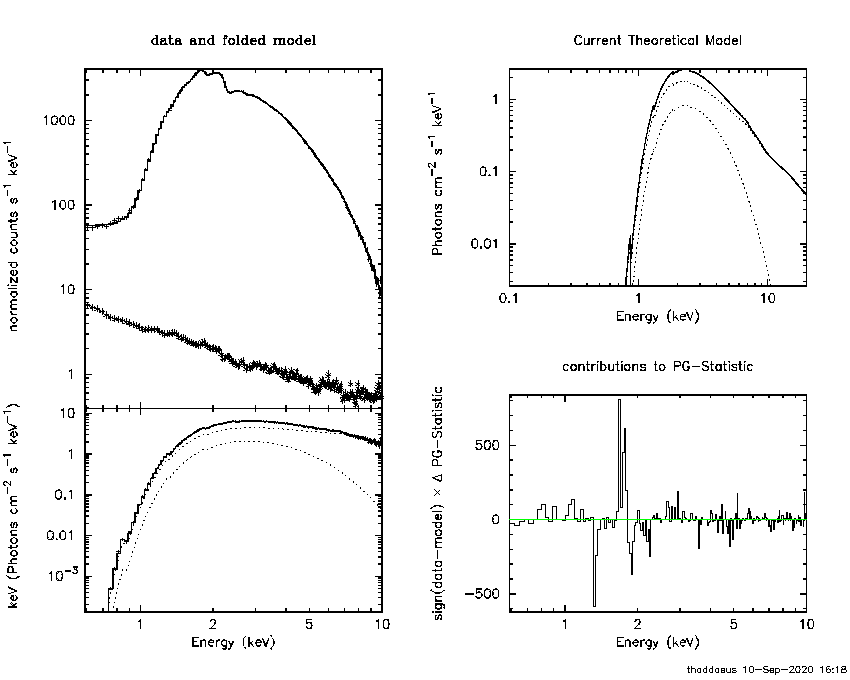 data and folded model
normalized counts s⁻¹ keV⁻¹
1000
100
10
1
keV (Photons cm⁻² s⁻¹ keV⁻¹)
10
1
0.1
0.01
10⁻³
1 2 5 10
Energy (keV)
Current Theoretical Model
Photons cm⁻² s⁻¹ keV⁻¹
1
0.1
0.01
0.1 1 10
Energy (keV)
contributions to PG−Statistic
sign(data−model) × Δ PG−Statistic
500
0
−500
1 2 5 10
Energy (keV)
thaddaeus 10−Sep−2020 16:18